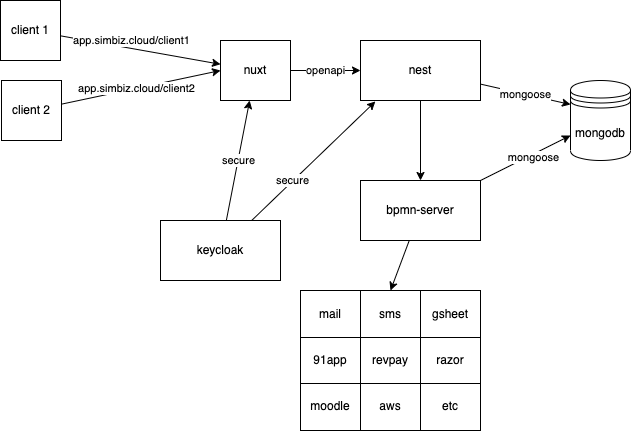 client 1
app.simbiz.cloud/client1
nuxt
openapi
nest
mongoose
mongodb
client 2
app.simbiz.cloud/client2
secure
secure
mongoose
bpmn-server
keycloak
mail
sms
gsheet
91app
revpay
razor
moodle
aws
etc